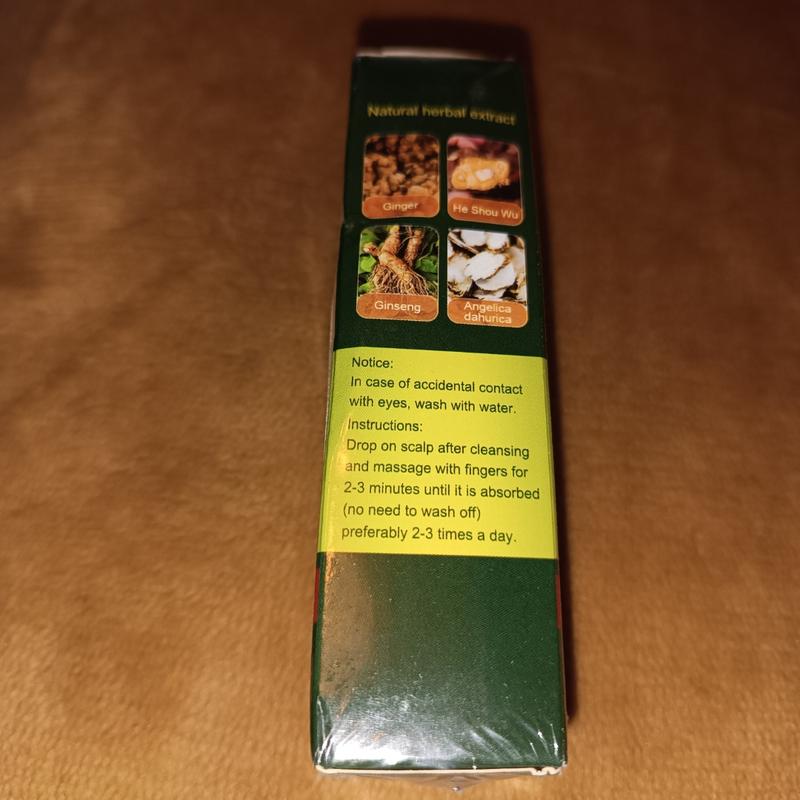 Natural herbal extract
Ginger
He Shou Wu
Ginseng
Angelica
dahurica
Notice:
In case of accidental contact
with eyes, wash with water.
Instructions:
Drop on scalp after cleansing
and massage with fingers for
2-3 minutes until it is absorbed
(no need to wash off)
preferably 2-3 times a day.